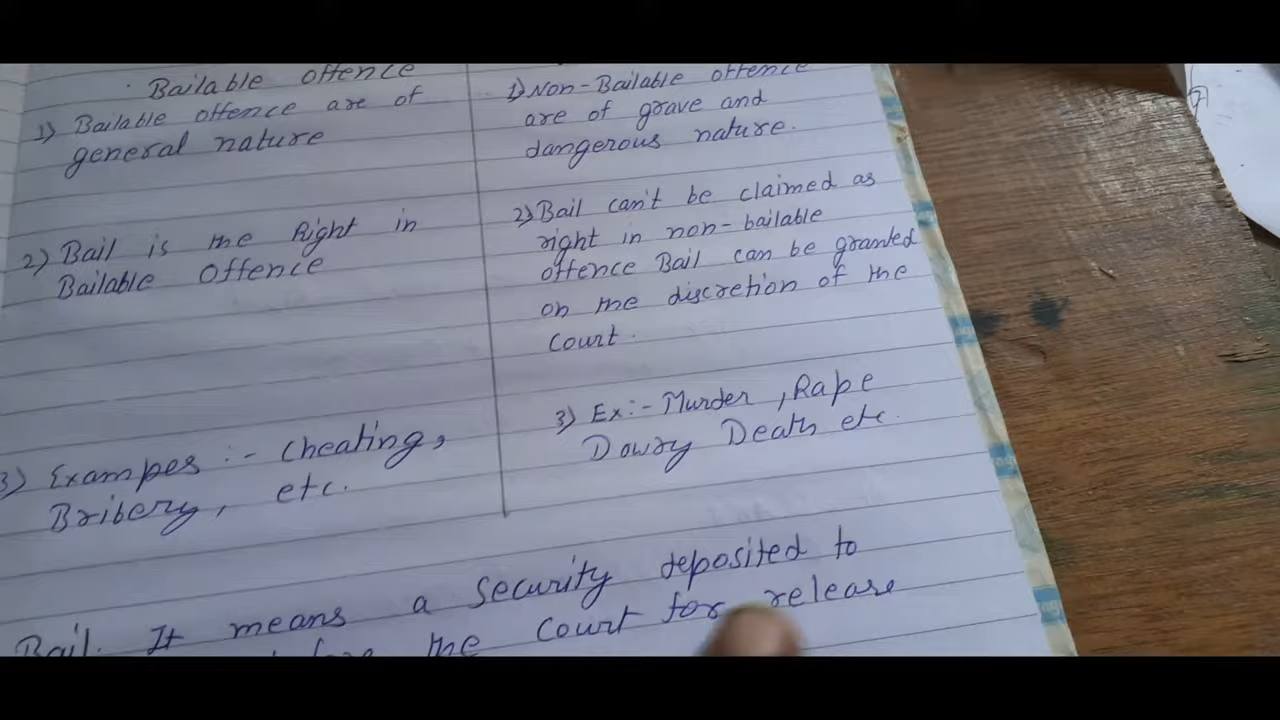 Bailable offence
1) Bailable offence are of
general nature
2) Bail is the Right in
Bailable Offence
3) Exampes :- Cheating,
Bribery, etc.
1) Non-Bailable offence
are of grave and
dangerous nature.
2) Bail can't be claimed as
right in non-bailable
offence Bail can be granted
on the discretion of the
court.
3) Ex:- Murder, Rape
Dowry Death etc.
Bail. It means a security deposited to
the Court for release